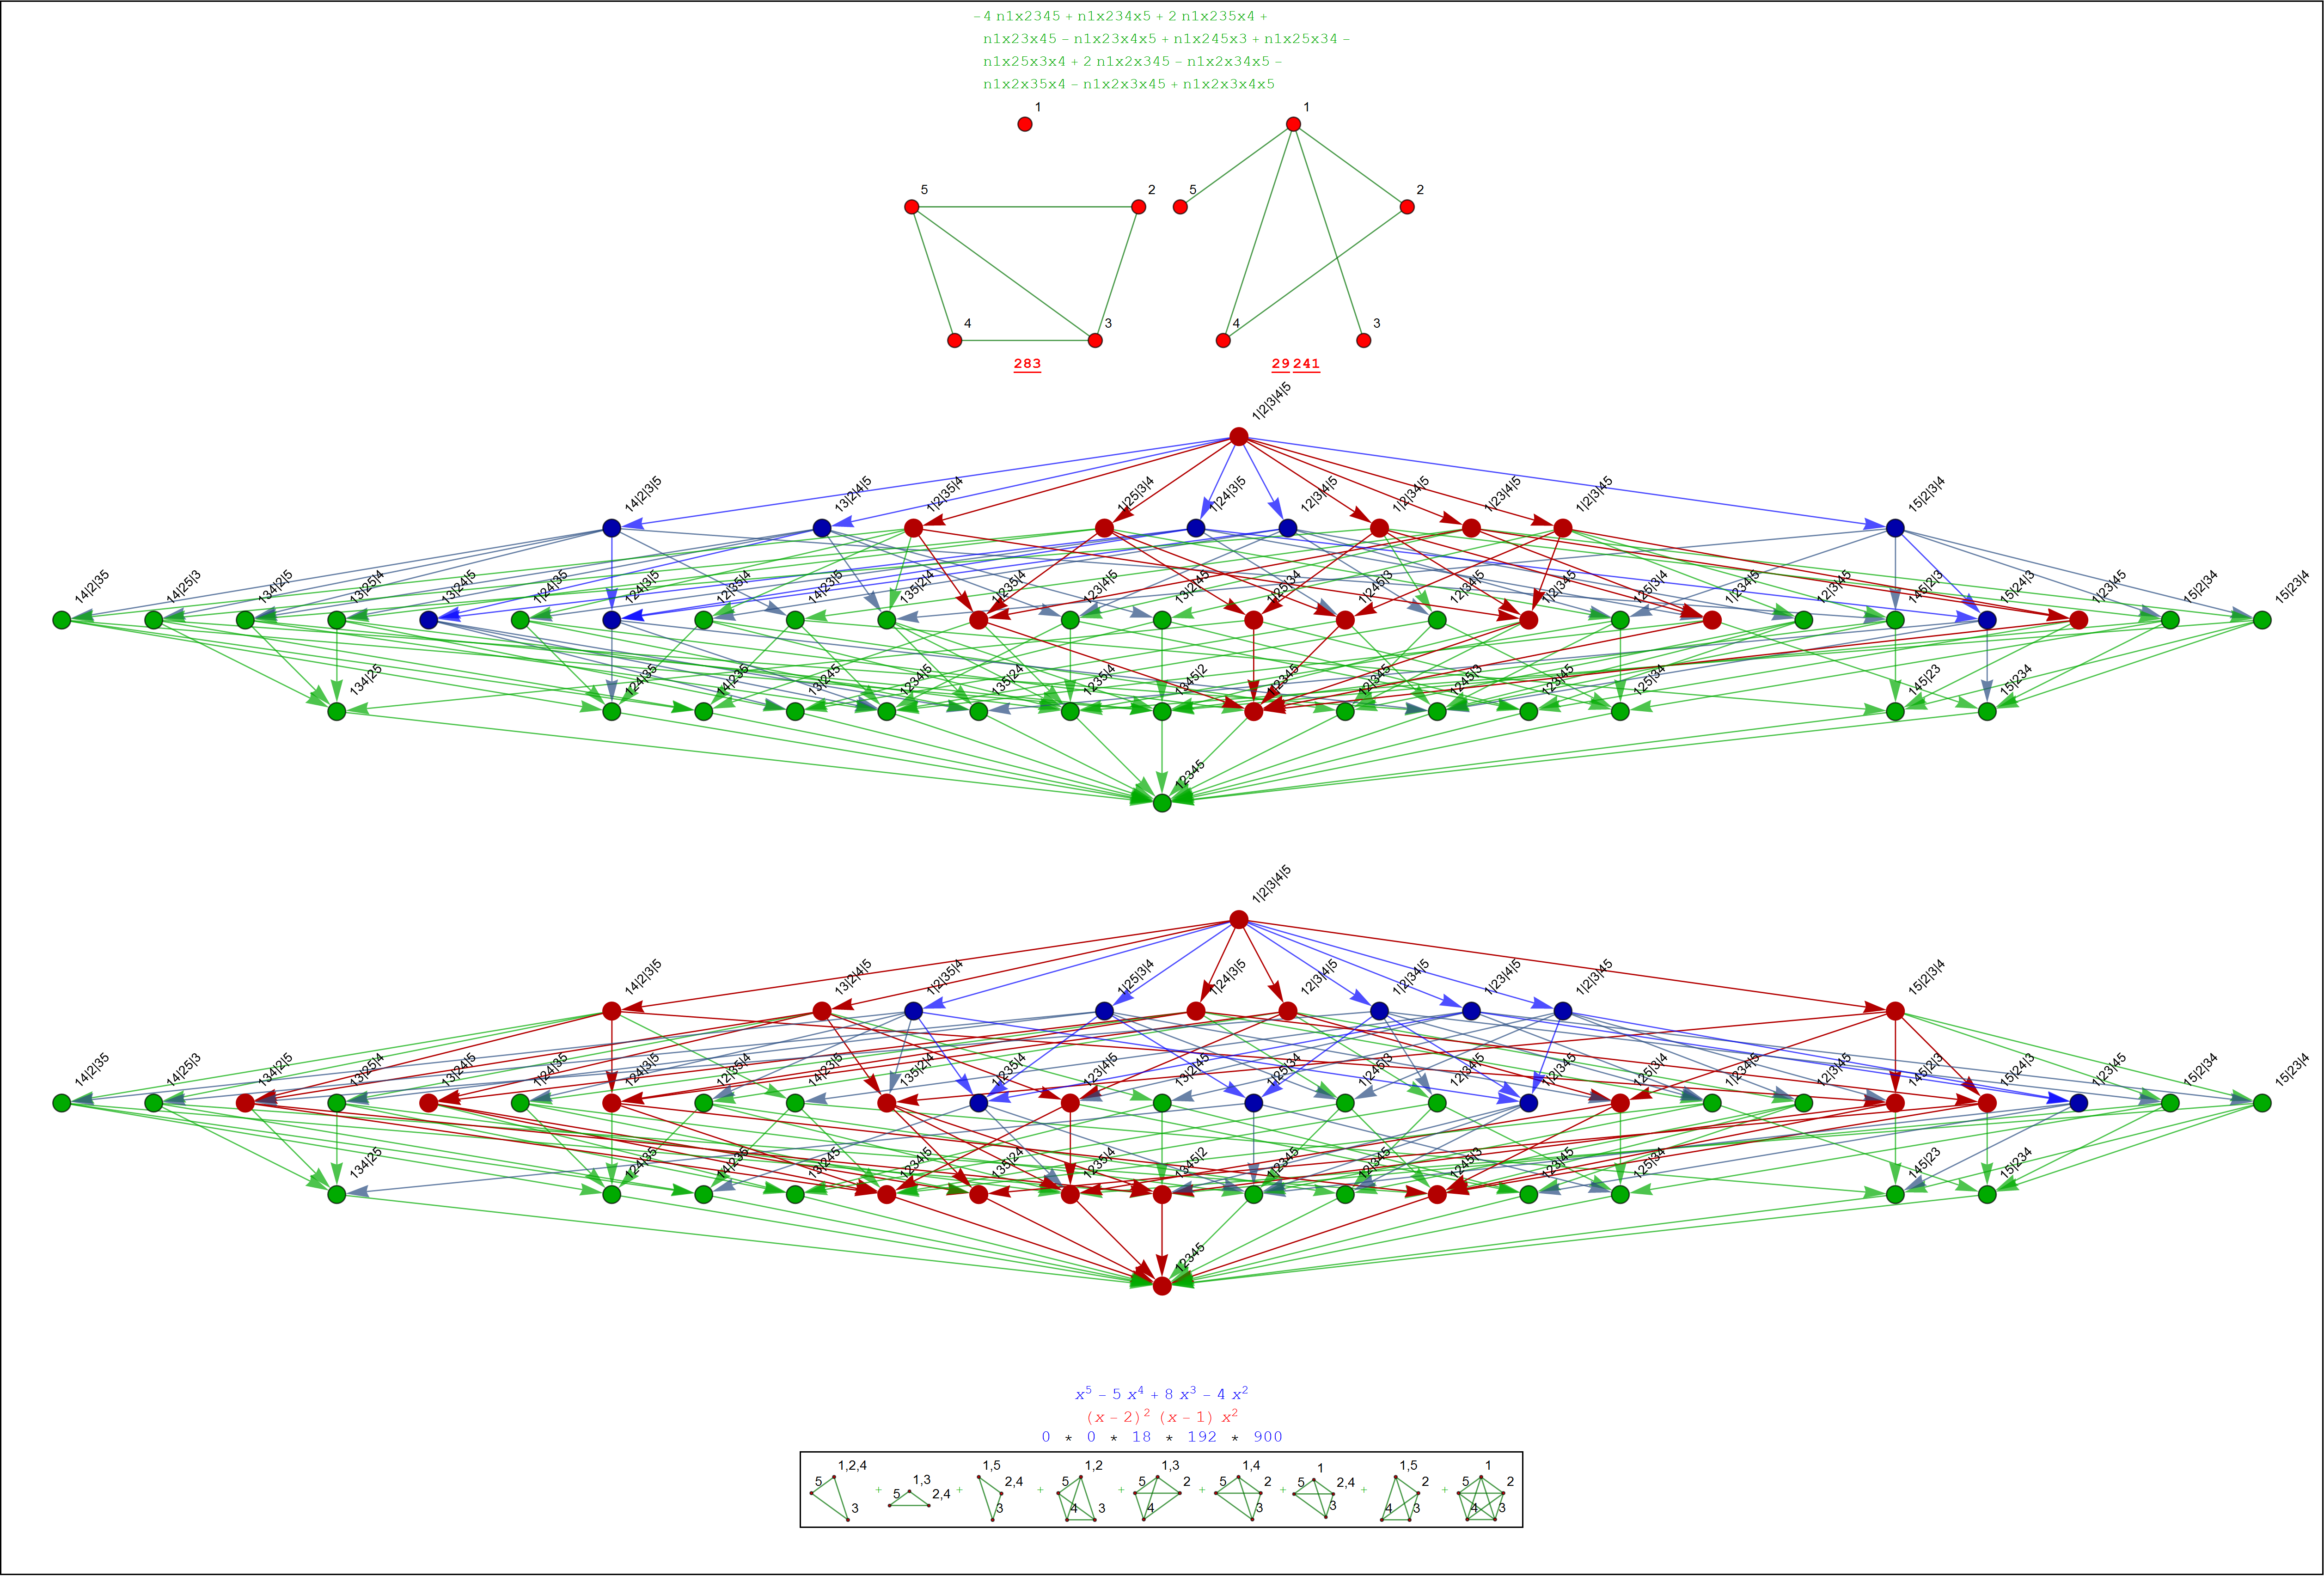 -4 n1x2345 + n1x234x5 + 2 n1x235x4 +
n1x23x45 - n1x23x4x5 + n1x245x3 + n1x25x34 -
n1x25x3x4 + 2 n1x2x345 - n1x2x34x5 -
n1x2x35x4 - n1x2x3x45 + n1x2x3x4x5
1 1
5 2 5 2
4 3 4 3
283 29 241
1|2|3|4|5
14|2|3|5 13|2|4|5 1|2|35|4 1|25|3|4 1|24|3|5 12|3|4|5 1|2|34|5 1|23|4|5 1|2|3|45 15|2|3|4
14|2|35 14|25|3 134|2|5 13|25|4 13|24|5 1|24|35 124|3|5 12|35|4 14|23|5 135|2|4 1|235|4 123|4|5 13|2|45 1|25|34 1|245|3 12|34|5 1|2|345 125|3|4 1|234|5 12|3|45 145|2|3 15|24|3 1|23|45 15|2|34 15|23|4
134|25 124|35 14|235 13|245 1234|5 135|24 1235|4 1345|2 1|2345 12|345 1245|3 123|45 125|34 145|23 15|234
12345
1|2|3|4|5
14|2|3|5 13|2|4|5 1|2|35|4 1|25|3|4 1|24|3|5 12|3|4|5 1|2|34|5 1|23|4|5 1|2|3|45 15|2|3|4
14|2|35 14|25|3 134|2|5 13|25|4 13|24|5 1|24|35 124|3|5 12|35|4 14|23|5 135|2|4 1|235|4 123|4|5 13|2|45 1|25|34 1|245|3 12|34|5 1|2|345 125|3|4 1|234|5 12|3|45 145|2|3 15|24|3 1|23|45 15|2|34 15|23|4
134|25 124|35 14|235 13|245 1234|5 135|24 1235|4 1345|2 1|2345 12|345 1245|3 123|45 125|34 145|23 15|234
12345
x⁵ - 5 x⁴ + 8 x³ - 4 x²
(x - 2)² (x - 1) x²
0 * 0 * 18 * 192 * 900
1,2,4 5 3 + 1,3 5 2,4 + 1,5 2,4 3 + 1,2 5 4 3 + 1,3 5 2 4 + 1,4 5 2 3 + 1 5 2,4 3 + 1,5 2 4 3 + 1 5 2 4 3